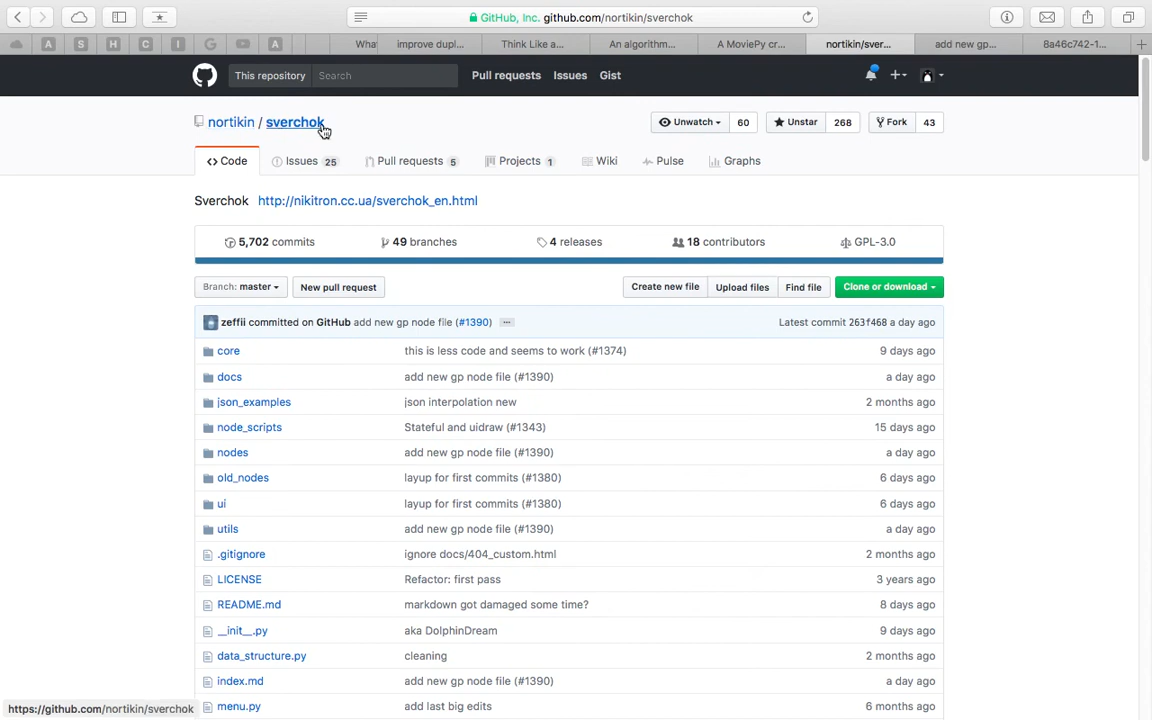 GitHub, Inc. github.com/nortikin/sverchok
A S H C I G A Wha improve dupl... Think Like a... An algorithm... A MoviePy cr... nortikin/sver... add new gp... 8a46c742-1...
This repository Search Pull requests Issues Gist
nortikin / sverchok Unwatch 60 Unstar 268 Fork 43
Code Issues 25 Pull requests 5 Projects 1 Wiki Pulse Graphs
Sverchok http://nikitron.cc.ua/sverchok_en.html
5,702 commits 49 branches 4 releases 18 contributors GPL-3.0
Branch: master New pull request Create new file Upload files Find file Clone or download
zeffii committed on GitHub add new gp node file (#1390) ... Latest commit 263f468 a day ago
core this is less code and seems to work (#1374) 9 days ago
docs add new gp node file (#1390) a day ago
json_examples json interpolation new 2 months ago
node_scripts Stateful and uidraw (#1343) 15 days ago
nodes add new gp node file (#1390) a day ago
old_nodes layup for first commits (#1380) 6 days ago
ui layup for first commits (#1380) 6 days ago
utils add new gp node file (#1390) a day ago
.gitignore ignore docs/404_custom.html 2 months ago
LICENSE Refactor: first pass 3 years ago
README.md markdown got damaged some time? 8 days ago
__init__.py aka DolphinDream 9 days ago
data_structure.py cleaning 2 months ago
index.md add new gp node file (#1390) a day ago
menu.py add last big edits 6 months ago
https://github.com/nortikin/sverchok